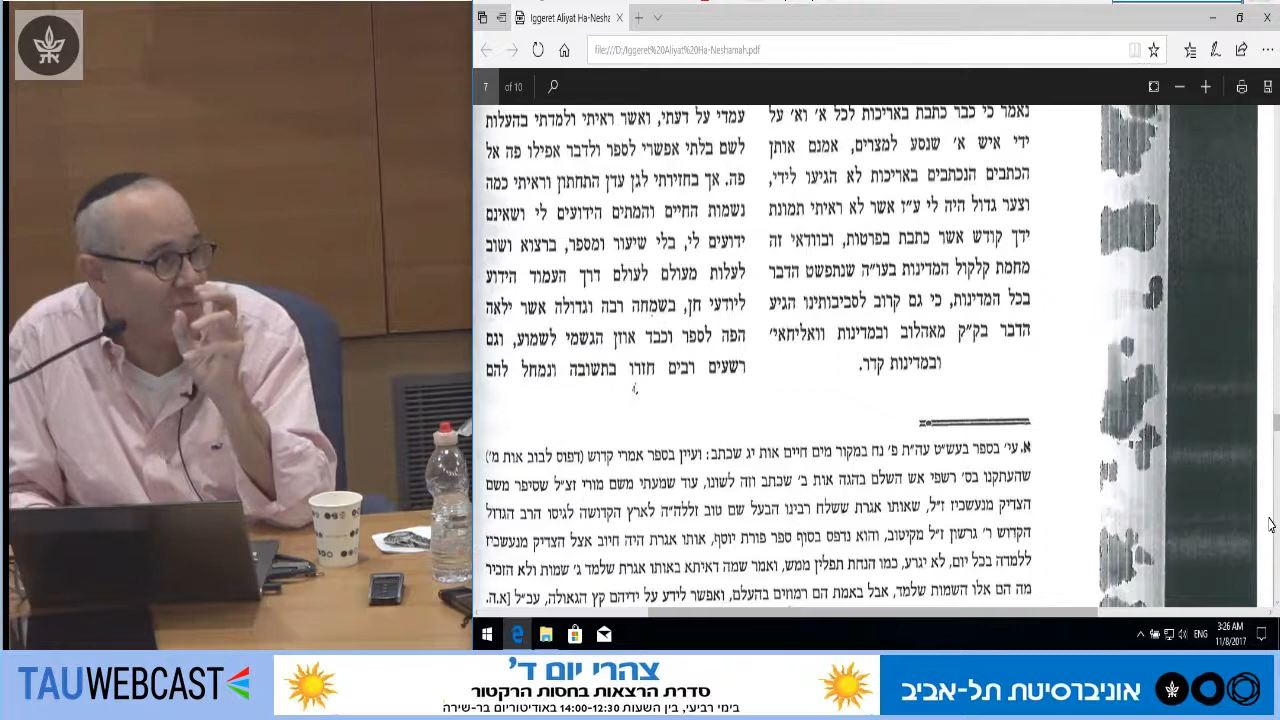 Iggeret Aliyat Ha-Nesha
file:///D:/Iggeret%20Aliyat%20Ha-Neshamah.pdf
7 of 10
נאמר כי כבר כתבת באריכות לכל א' וא' על
ידי איש א' שנסע למצרים, אמנם אותן
הכתבים הנכתבים באריכות לא הגיעו לידי,
וצער גדול היה לי ע"ז אשר לא ראיתי תמונת
ידך קודש אשר כתבת בפרטות, ובוודאי זה
מחמת קלקול המדינות בעו"ה שנתפשט הדבר
בכל המדינות, כי גם קרוב לסביבותינו הגיע
הדבר בק"ק מאהלוב ובמדינות וואליחאי'
ובמדינות קדר.
עמדי על דעתי, ואשר ראיתי ולמדתי בהעלות
לשם בלתי אפשרי לספר ולדבר אפילו פה אל
פה. אך בחזירתי לגן עדן התחתון וראיתי כמה
נשמות החיים והמתים הידועים לי ושאינם
ידועים לי, בלי שיעור ומספר, ברצוא ושוב
לעלות מעולם לעולם דרך העמוד הידוע
ליודעי חן, בשמחה רבה וגדולה אשר ילאה
הפה לספר וכבד אוזן הגשמי לשמוע, וגם
רשעים רבים חזרו בתשובה ונמחל להם
א. עי' בספר בעש"ט עה"ת פ' נח במקור מים חיים אות יג שכתב: ועיין בספר אמרי קדוש (דפוס לבוב אות מ')
שהעתקנו בס' רשפי אש השלם בהגה אות ב' שכתב וזה לשונו, עוד שמעתי משם מורי זצ"ל שסיפר משם
הצדיק מנעשכיז ז"ל, שאותו אגרת ששלח רבינו הבעל שם טוב זללה"ה לארץ הקדושה לגיסו הרב הגדול
הקדוש ר' גרשון ז"ל מקיטוב, והוא נדפס בסוף ספר פורת יוסף, אותו אגרת היה חיוב אצל הצדיק מנעשכיז
ללמדה בכל יום, לא יגרע, כמו הנחת תפלין ממש, ואמר שמה דאיתא באותו אגרת שלמד ג' שמות ולא הזכיר
מה הם אלו השמות שלמד, אבל באמת הם רמוזים בהעלם, ואפשר לידע על ידיהם קץ הגאולה, עכ"ל [א.ה.
ENG
3:26 AM
11/8/2017
TAUWEBCAST
צהרי יום ד'
סדרת הרצאות בחסות הרקטור
בימי רביעי, בין השעות 14:00-12:30 באודיטוריום בר-שירה
אוניברסיטת תל-אביב